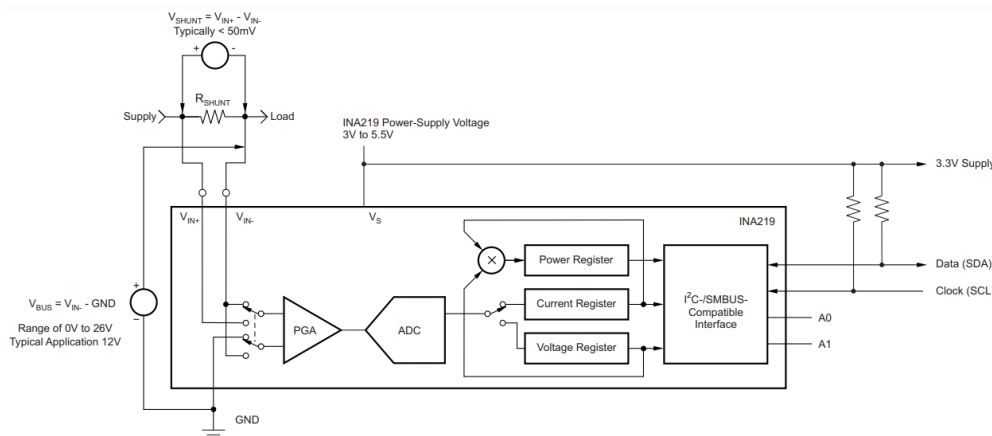 VSHUNT = VIN+ - VIN-
Typically < 50mV
+
-
RSHUNT
Supply
Load
INA219 Power-Supply Voltage
3V to 5.5V
3.3V Supply
VIN+
VIN-
VS
INA219
×
Power Register
Data (SDA)
+
VBUS = VIN- - GND
−
Range of 0V to 26V
Typical Application 12V
PGA
ADC
Current Register
Voltage Register
I²C-/SMBUS-
Compatible
Interface
Clock (SCL
A0
A1
GND